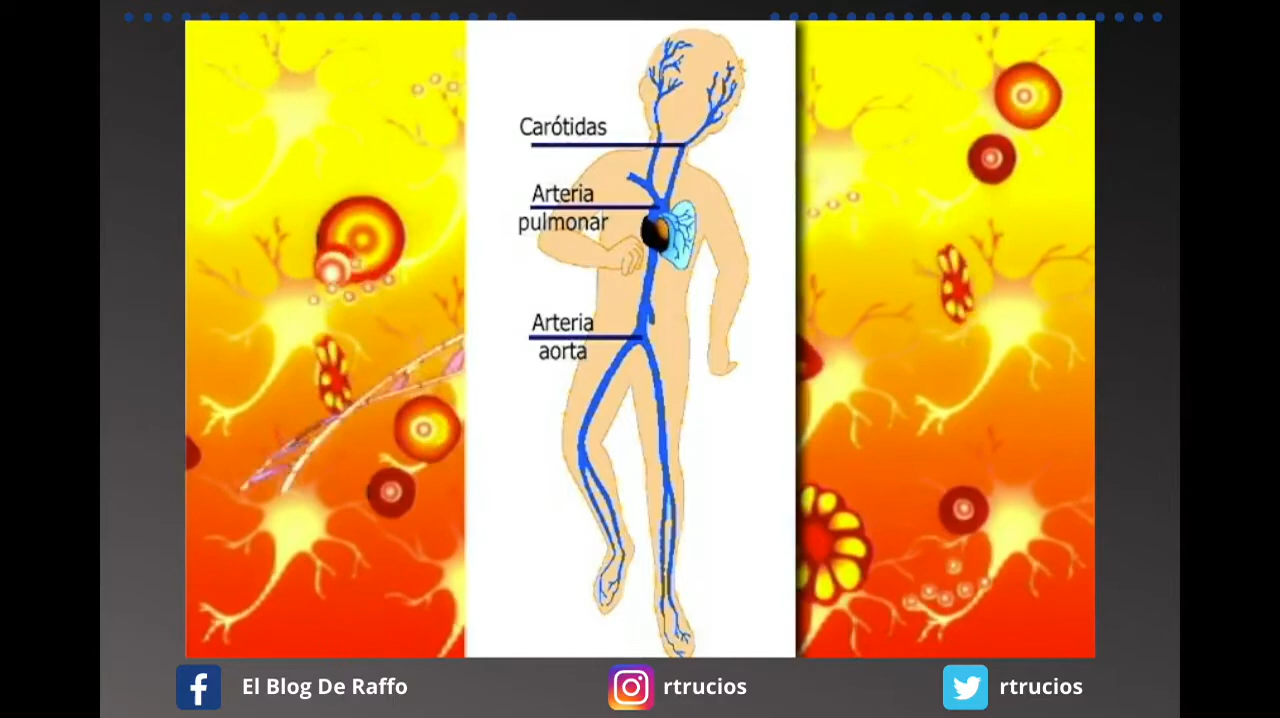 Carótidas
Arteria
pulmonar
Arteria
aorta
El Blog De Raffo
rtrucios
rtrucios